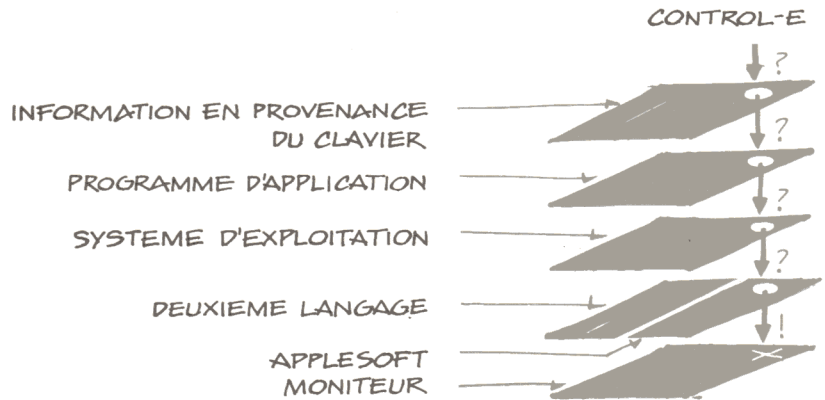 CONTROL-E
?
?
INFORMATION EN PROVENANCE
DU CLAVIER
PROGRAMME D'APPLICATION
?
SYSTEME D'EXPLOITATION
?
DEUXIEME LANGAGE
!
APPLESOFT
MONITEUR